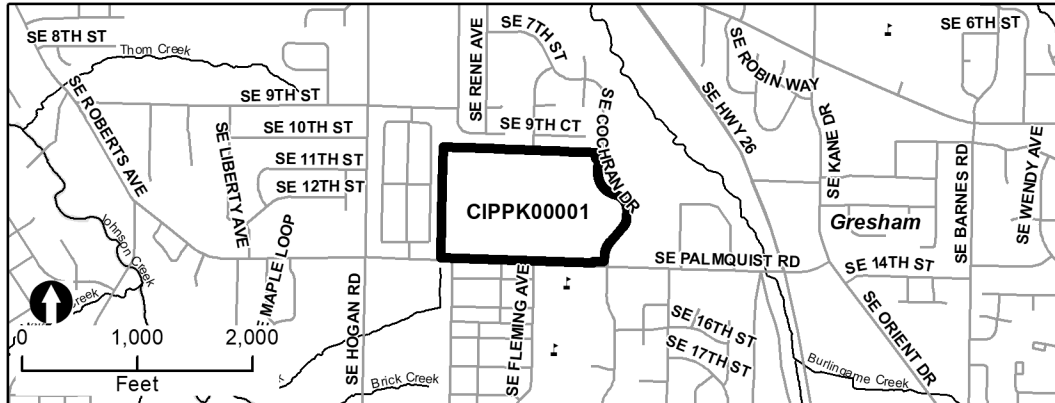 SE 8TH ST
Thom Creek
SE RENE AVE
SE 7TH ST
SE 6TH ST
SE ROBIN WAY
SE ROBERTS AVE
SE 9TH ST
SE COCHRAN DR
SE HWY 26
SE 10TH ST
SE 9TH CT
SE LIBERTY AVE
SE 11TH ST
SE KANE DR
SE BARNES RD
SE WENDY AVE
SE 12TH ST
CIPPK00001
Gresham
Johnson Creek
MAPLE LOOP
SE PALMQUIST RD
SE 14TH ST
Creek
SE HOGAN RD
SE FLEMING AVE
SE ORIENT DR
0 1,000 2,000
Feet
SE 16TH ST
SE 17TH ST
Brick Creek
Burlingame Creek